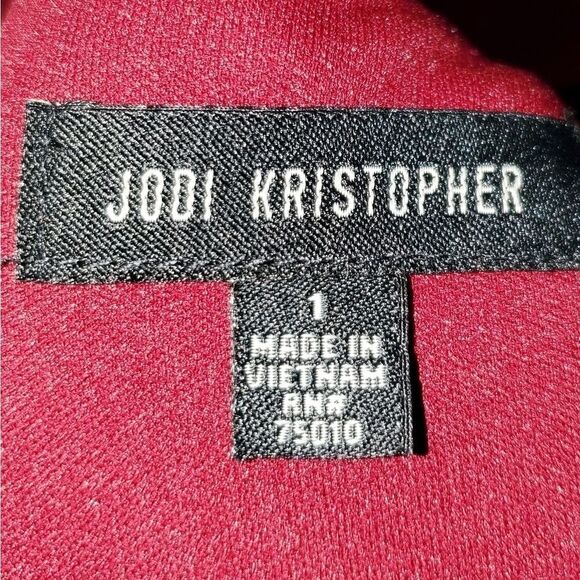 JODI KRISTOPHER
1
MADE IN
VIETNAM
RN#
75010